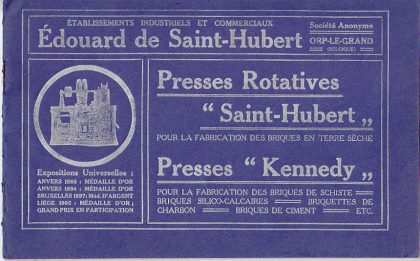 ÉTABLISSEMENTS INDUSTRIELS ET COMMERCIAUX
Édouard de Saint-Hubert
Société Anonyme
ORP-LE-GRAND
(BELGIQUE)
Expositions Universelles :
ANVERS 1885 : MÉDAILLE D'OR
ANVERS 1894 : MÉDAILLE D'OR
BRUXELLES 1897: Méd. D'ARGENT
LIÉGE 1905 : MÉDAILLE D'OR ;
GRAND PRIX EN PARTICIPATION
Presses Rotatives
“ Saint-Hubert „
POUR LA FABRICATION DES BRIQUES EN TERRE SÈCHE
Presses “ Kennedy „
POUR LA FABRICATION DES BRIQUES DE SCHISTE
BRIQUES SILICO-CALCAIRES — BRIQUETTES DE
CHARBON — BRIQUES DE CIMENT — ETC.